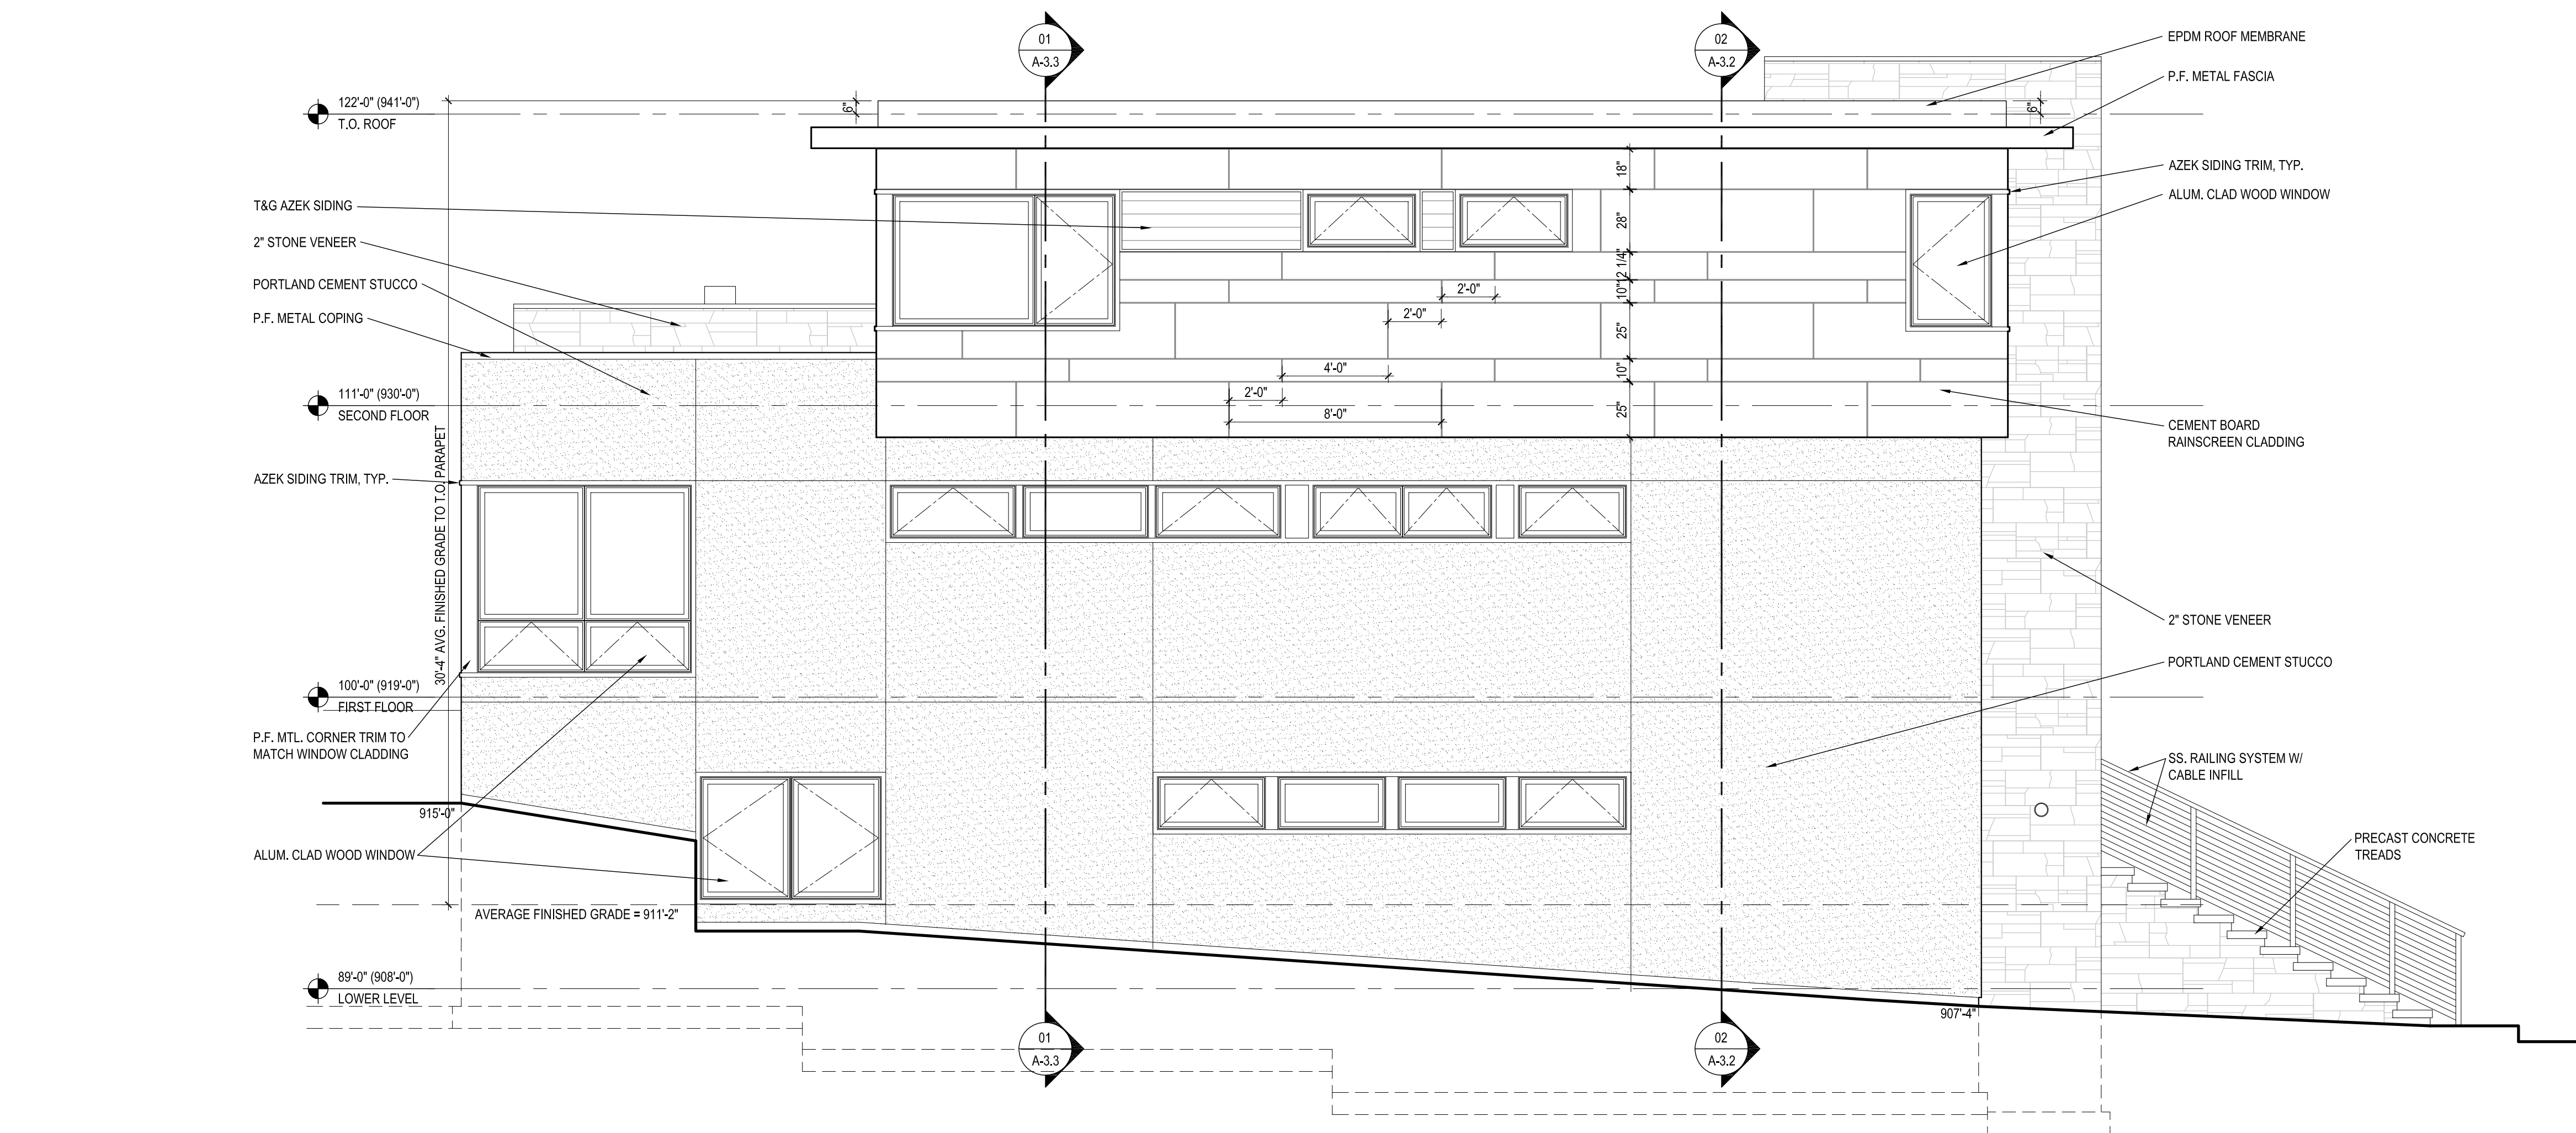 01
A-3.3
02
A-3.2
EPDM ROOF MEMBRANE
P.F. METAL FASCIA
122'-0" (941'-0")
T.O. ROOF
6"
6"
AZEK SIDING TRIM, TYP.
ALUM. CLAD WOOD WINDOW
18"
T&G AZEK SIDING
28"
2" STONE VENEER
12 1/4"
PORTLAND CEMENT STUCCO
10"
2'-0"
P.F. METAL COPING
2'-0"
25"
4'-0"
10"
111'-0" (930'-0")
SECOND FLOOR
2'-0"
8'-0"
25"
CEMENT BOARD
RAINSCREEN CLADDING
AZEK SIDING TRIM, TYP.
30'-4" AVG. FINISHED GRADE TO T.O. PARAPET
2" STONE VENEER
PORTLAND CEMENT STUCCO
100'-0" (919'-0")
FIRST FLOOR
P.F. MTL. CORNER TRIM TO
MATCH WINDOW CLADDING
SS. RAILING SYSTEM W/
CABLE INFILL
915'-0"
PRECAST CONCRETE
TREADS
ALUM. CLAD WOOD WINDOW
AVERAGE FINISHED GRADE = 911'-2"
89'-0" (908'-0")
LOWER LEVEL
907'-4"
01
A-3.3
02
A-3.2